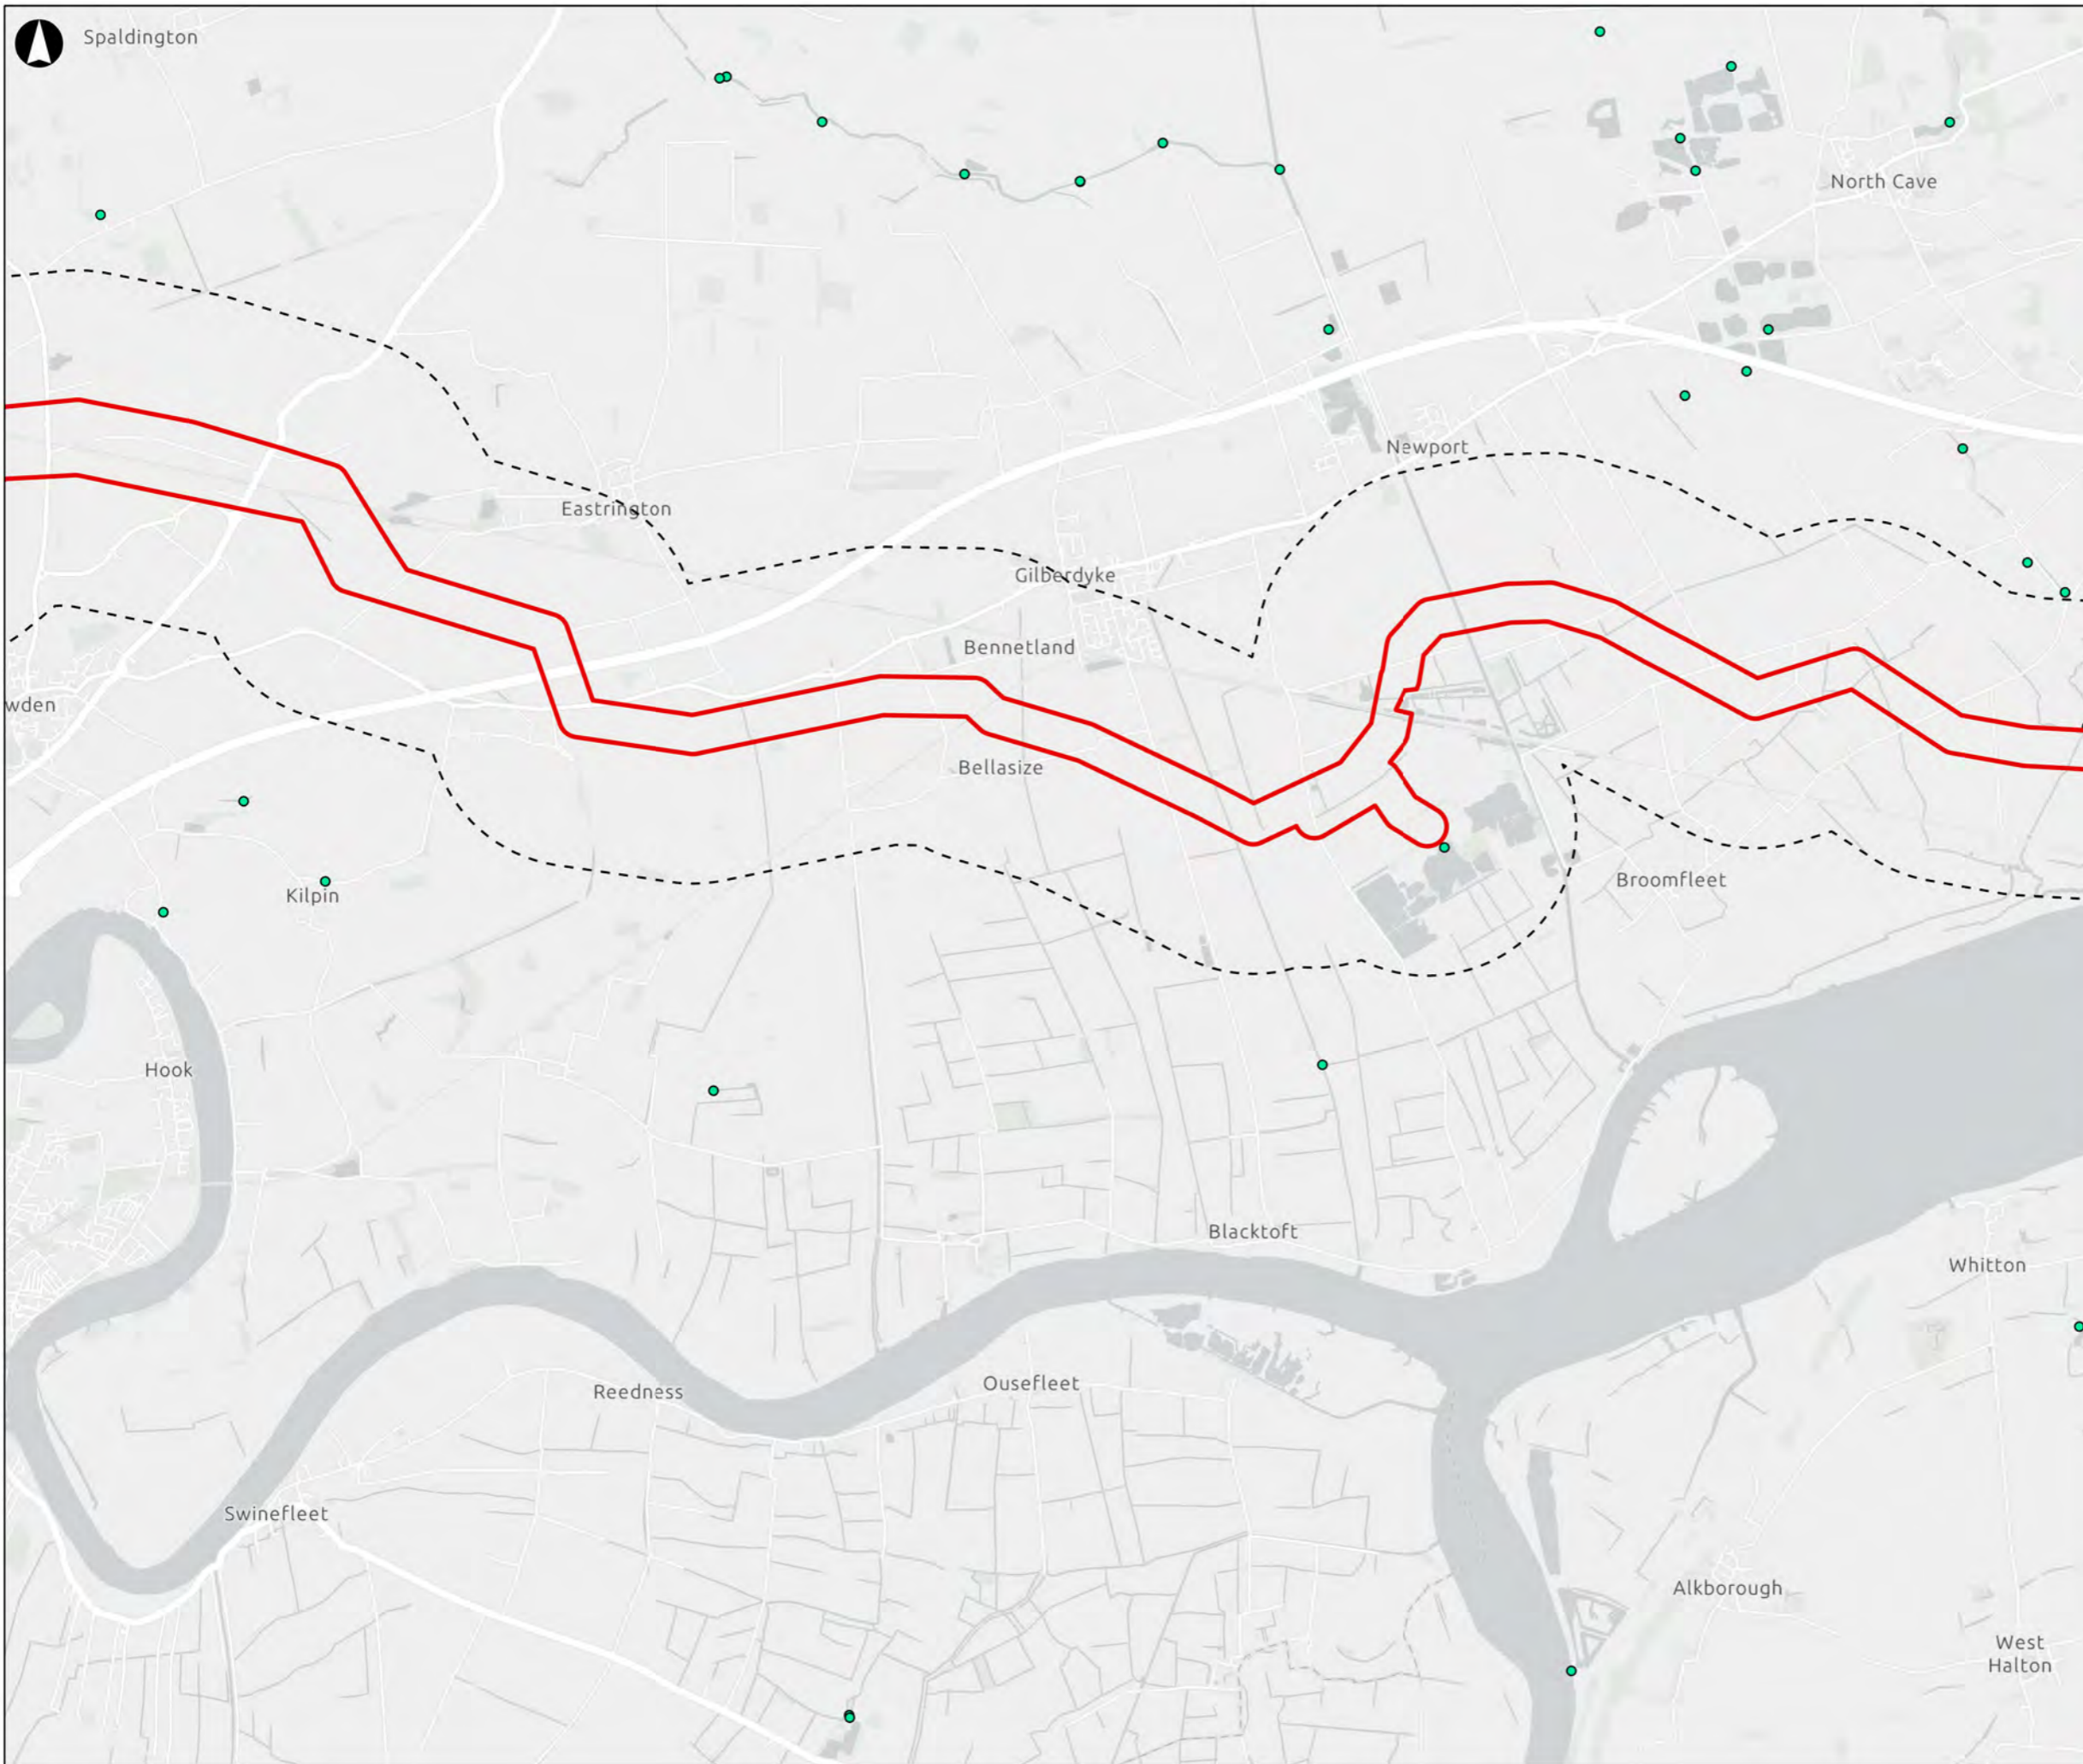 Spaldington
North Cave
Newport
Eastrington
Gilberdyke
Bennetland
wden
Bellasize
Broomfleet
Kilpin
Hook
Blacktoft
Whitton
Ousefleet
Reedness
Swinefleet
Alkborough
West
Halton